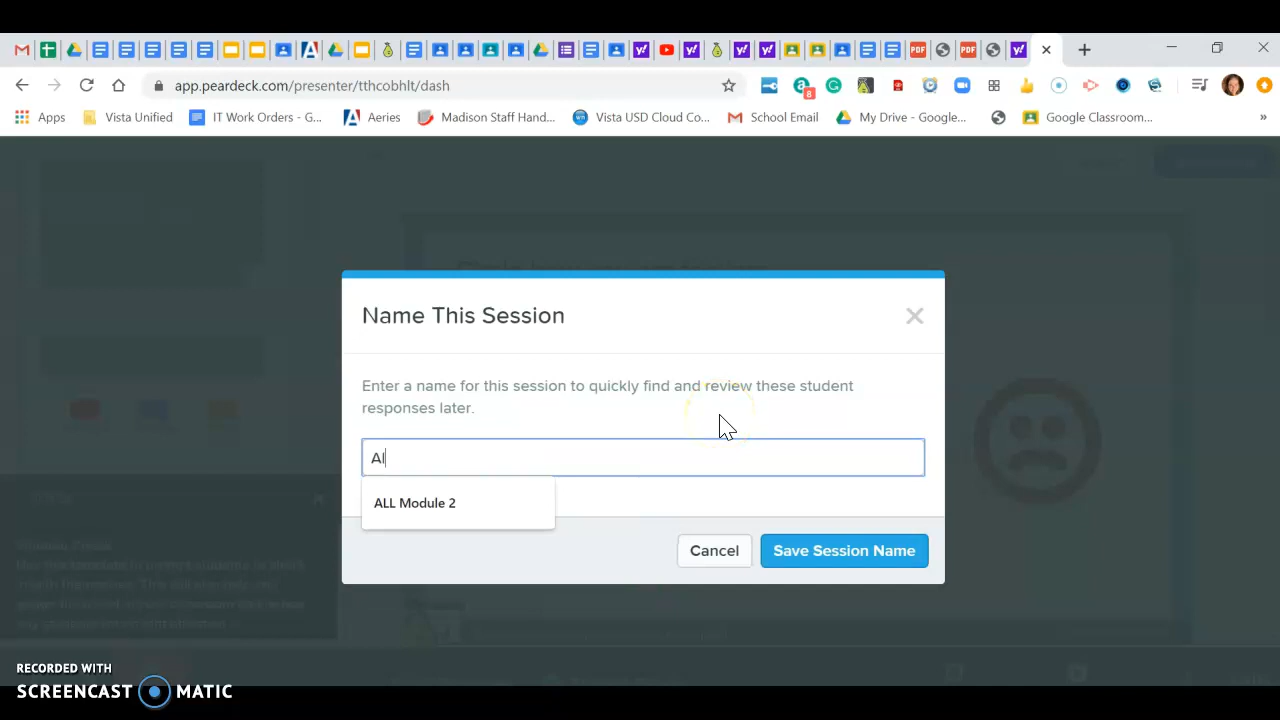 app.peardeck.com/presenter/tthcobhlt/dash
8
Apps
Vista Unified
IT Work Orders - G...
Aeries
Madison Staff Hand...
Vista USD Cloud Co...
School Email
My Drive - Google...
Google Classroom...
»
Name This Session
Enter a name for this session to quickly find and review these student
responses later.
Al
ALL Module 2
Cancel
Save Session Name
RECORDED WITH
SCREENCAST MATIC